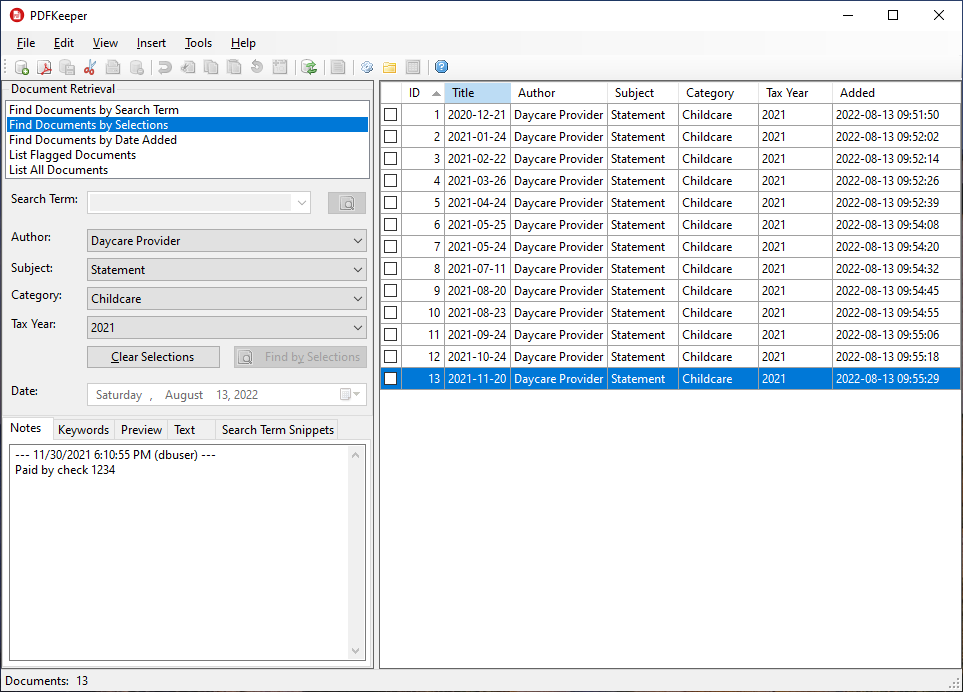 PDFKeeper
File Edit View Insert Tools Help
Document Retrieval
Find Documents by Search Term
Find Documents by Selections
Find Documents by Date Added
List Flagged Documents
List All Documents
Search Term:
Author: Daycare Provider
Subject: Statement
Category: Childcare
Tax Year: 2021
Clear Selections Find by Selections
Date: Saturday , August 13, 2022
Notes Keywords Preview Text Search Term Snippets
--- 11/30/2021 6:10:55 PM (dbuser) ---
Paid by check 1234
ID Title Author Subject Category Tax Year Added
1 2020-12-21 Daycare Provider Statement Childcare 2021 2022-08-13 09:51:50
2 2021-01-24 Daycare Provider Statement Childcare 2021 2022-08-13 09:52:02
3 2021-02-22 Daycare Provider Statement Childcare 2021 2022-08-13 09:52:14
4 2021-03-26 Daycare Provider Statement Childcare 2021 2022-08-13 09:52:26
5 2021-04-24 Daycare Provider Statement Childcare 2021 2022-08-13 09:52:39
6 2021-05-25 Daycare Provider Statement Childcare 2021 2022-08-13 09:54:08
7 2021-05-24 Daycare Provider Statement Childcare 2021 2022-08-13 09:54:20
8 2021-07-11 Daycare Provider Statement Childcare 2021 2022-08-13 09:54:32
9 2021-08-20 Daycare Provider Statement Childcare 2021 2022-08-13 09:54:45
10 2021-08-23 Daycare Provider Statement Childcare 2021 2022-08-13 09:54:55
11 2021-09-24 Daycare Provider Statement Childcare 2021 2022-08-13 09:55:06
12 2021-10-24 Daycare Provider Statement Childcare 2021 2022-08-13 09:55:18
13 2021-11-20 Daycare Provider Statement Childcare 2021 2022-08-13 09:55:29
Documents: 13